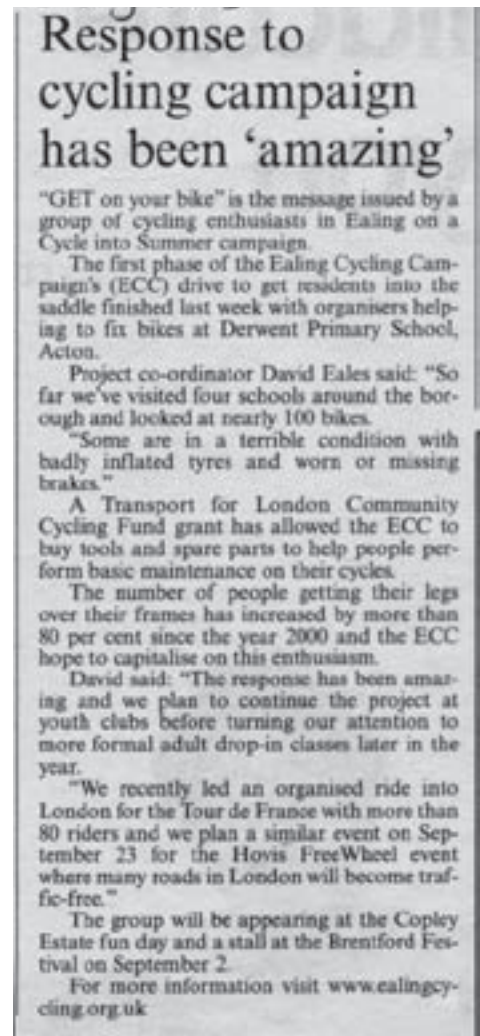 Response to
cycling campaign
has been ‘amazing’
“GET on your bike” is the message issued by a
group of cycling enthusiasts in Ealing on a
Cycle into Summer campaign.
The first phase of the Ealing Cycling Cam-
paign's (ECC) drive to get residents into the
saddle finished last week with organisers help-
ing to fix bikes at Derwent Primary School,
Acton.
Project co-ordinator David Eales said: “So
far we've visited four schools around the bor-
ough and looked at nearly 100 bikes.
“Some are in a terrible condition with
badly inflated tyres and worn or missing
brakes.”
A Transport for London Community
Cycling Fund grant has allowed the ECC to
buy tools and spare parts to help people per-
form basic maintenance on their cycles.
The number of people getting their legs
over their frames has increased by more than
80 per cent since the year 2000 and the ECC
hope to capitalise on this enthusiasm.
David said: “The response has been amaz-
ing and we plan to continue the project at
youth clubs before turning our attention to
more formal adult drop-in classes later in the
year.
“We recently led an organised ride into
London for the Tour de France with more than
80 riders and we plan a similar event on Sep-
tember 23 for the Hovis FreeWheel event
where many roads in London will become traf-
fic-free.”
The group will be appearing at the Copley
Estate fun day and a stall at the Brentford Fes-
tival on September 2.
For more information visit www.ealingcy-
cling.org.uk